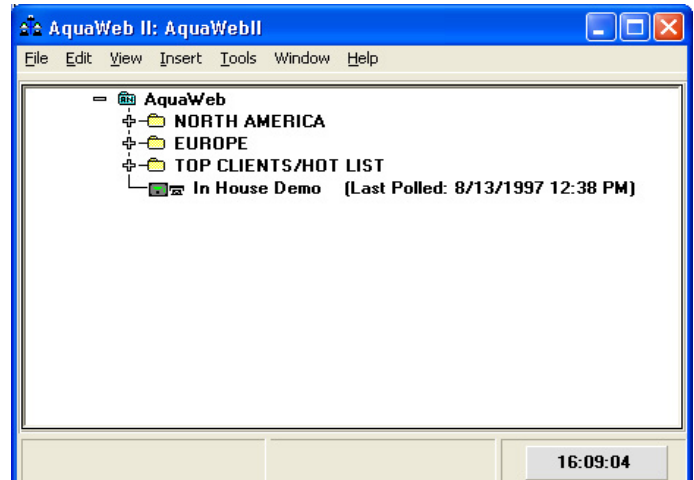 AquaWeb II: AquaWebII
File Edit View Insert Tools Window Help
AquaWeb
NORTH AMERICA
EUROPE
TOP CLIENTS/HOT LIST
In House Demo (Last Polled: 8/13/1997 12:38 PM)
16:09:04